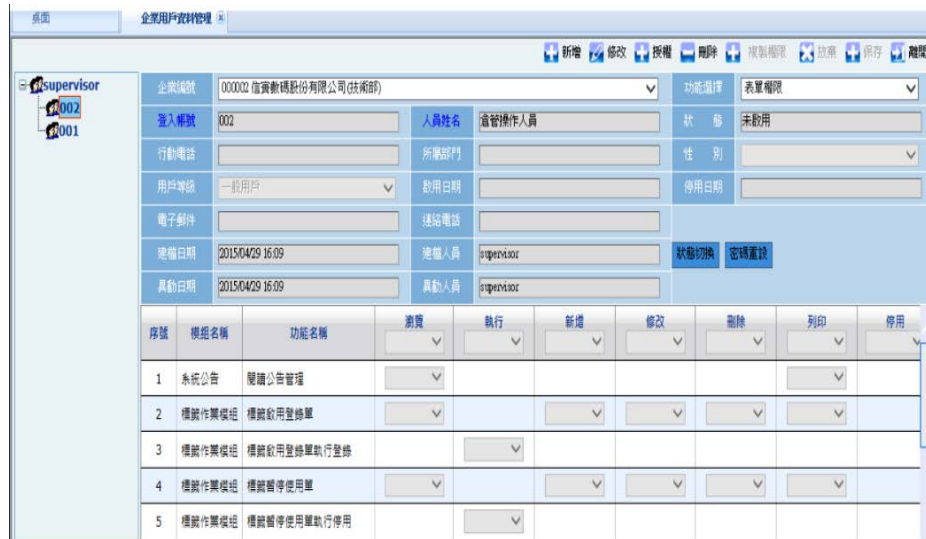 桌面 企業用戶資料管理
新增 修改 授權 刪除 複製權限 放棄 保存 離開
supervisor
002
001
企業編號 000002 信實數碼股份有限公司(技術部) 功能選擇 表單權限
登入帳號 002 人員姓名 倉管操作人員 狀 態 未啟用
行動電話 所屬部門 性 別
用戶等級 一般用戶 啟用日期 停用日期
電子郵件 連絡電話
建檔日期 2015/04/29 16:09 建檔人員 supervisor 狀態切換 密碼重設
異動日期 2015/04/29 16:09 異動人員 supervisor
序號 模組名稱 功能名稱 瀏覽 執行 新增 修改 刪除 列印 停用
1 系統公告 閱讀公告管理
2 標籤作業模組 標籤啟用登錄單
3 標籤作業模組 標籤啟用登錄單執行登錄
4 標籤作業模組 標籤暫停使用單
5 標籤作業模組 標籤暫停使用單執行停用